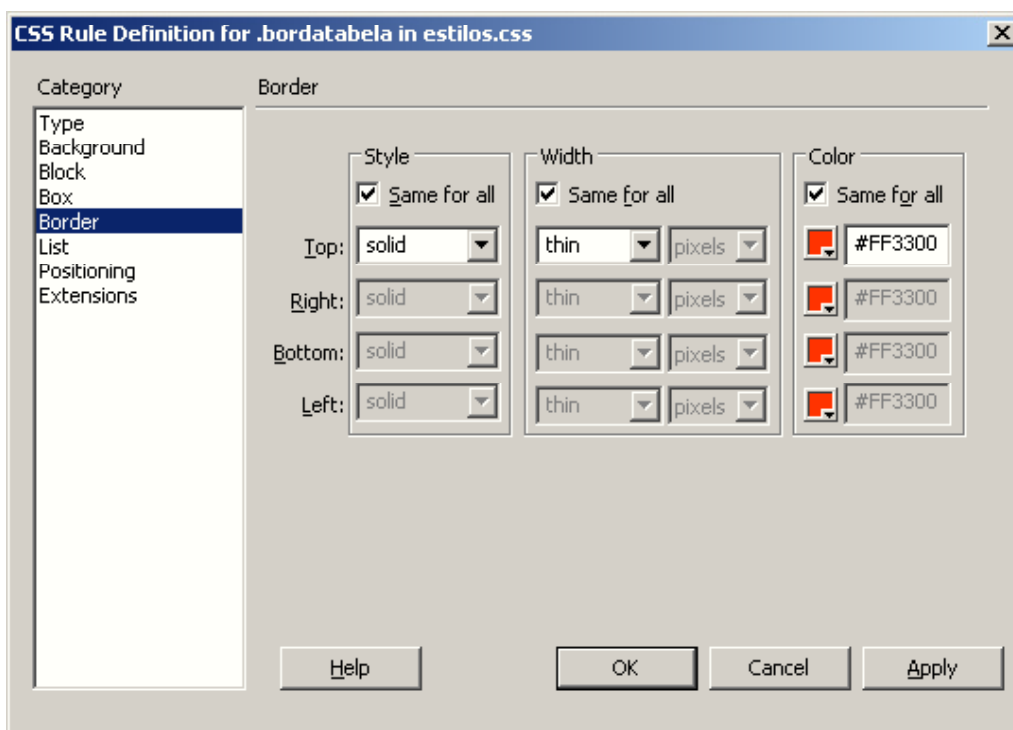 CSS Rule Definition for .bordatabela in estilos.css
Category
Type
Background
Block
Box
Border
List
Positioning
Extensions
Border
Style Width Color
Same for all Same for all Same for all
Top: solid thin pixels #FF3300
Right: solid thin pixels #FF3300
Bottom: solid thin pixels #FF3300
Left: solid thin pixels #FF3300
Help OK Cancel Apply